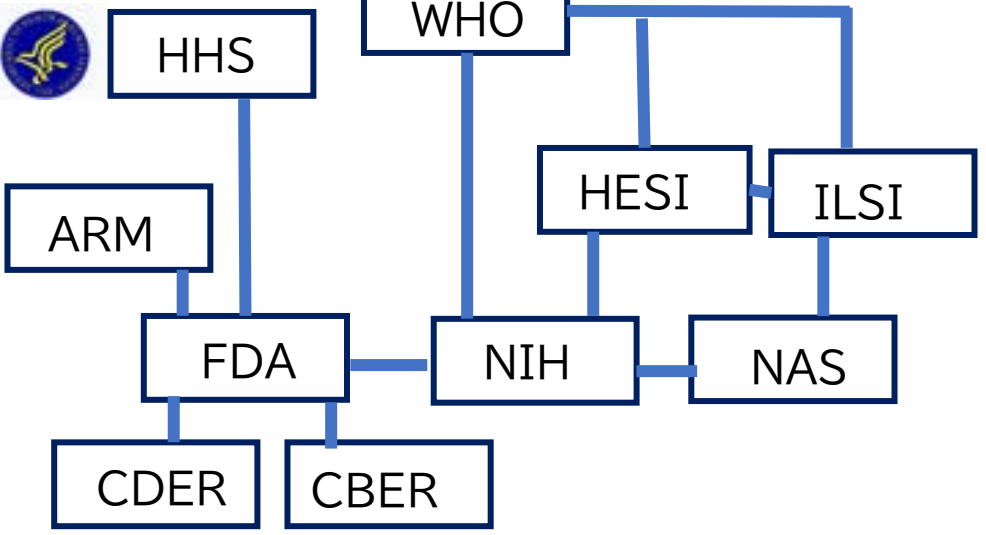 HHS
WHO
HESI
ILSI
ARM
FDA
NIH
NAS
CDER
CBER